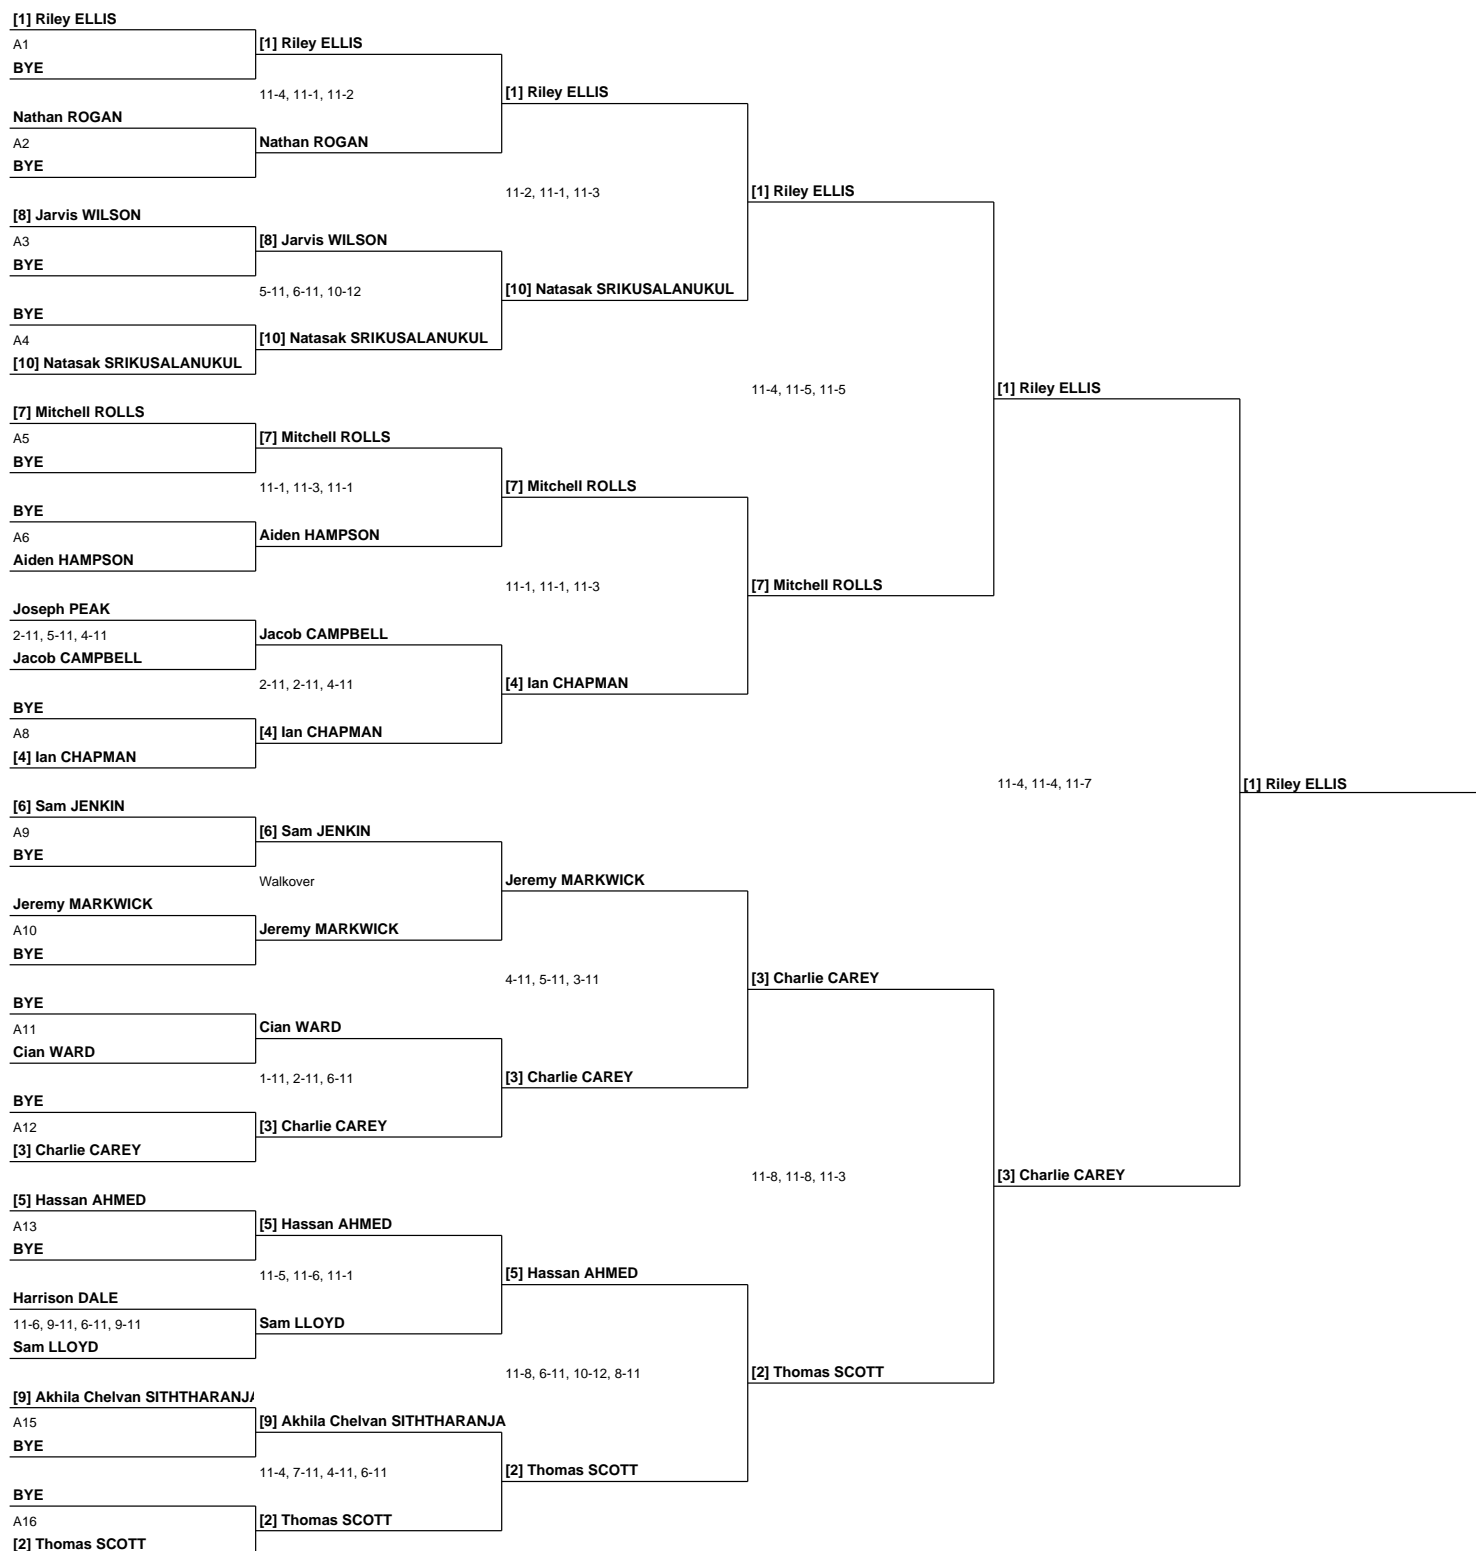 [1] Riley ELLIS
A1
BYE
Nathan ROGAN
A2
BYE
[8] Jarvis WILSON
A3
BYE
BYE
A4
[10] Natasak SRIKUSALANUKUL
[7] Mitchell ROLLS
A5
BYE
BYE
A6
Aiden HAMPSON
Joseph PEAK
2-11, 5-11, 4-11
Jacob CAMPBELL
BYE
A8
[4] Ian CHAPMAN
[6] Sam JENKIN
A9
BYE
Jeremy MARKWICK
A10
BYE
BYE
A11
Cian WARD
BYE
A12
[3] Charlie CAREY
[5] Hassan AHMED
A13
BYE
Harrison DALE
11-6, 9-11, 6-11, 9-11
Sam LLOYD
[9] Akhila Chelvan SITHTHARANJA
A15
BYE
BYE
A16
[2] Thomas SCOTT
[1] Riley ELLIS
11-4, 11-1, 11-2
Nathan ROGAN
[8] Jarvis WILSON
5-11, 6-11, 10-12
[10] Natasak SRIKUSALANUKUL
[7] Mitchell ROLLS
11-1, 11-3, 11-1
Aiden HAMPSON
Jacob CAMPBELL
2-11, 2-11, 4-11
[4] Ian CHAPMAN
[6] Sam JENKIN
Walkover
Jeremy MARKWICK
Cian WARD
1-11, 2-11, 6-11
[3] Charlie CAREY
[5] Hassan AHMED
11-5, 11-6, 11-1
Sam LLOYD
[9] Akhila Chelvan SITHTHARANJA
11-4, 7-11, 4-11, 6-11
[2] Thomas SCOTT
[1] Riley ELLIS
11-2, 11-1, 11-3
[10] Natasak SRIKUSALANUKUL
[7] Mitchell ROLLS
11-1, 11-1, 11-3
[4] Ian CHAPMAN
Jeremy MARKWICK
4-11, 5-11, 3-11
[3] Charlie CAREY
[5] Hassan AHMED
11-8, 6-11, 10-12, 8-11
[2] Thomas SCOTT
[1] Riley ELLIS
11-4, 11-5, 11-5
[7] Mitchell ROLLS
[3] Charlie CAREY
11-8, 11-8, 11-3
[2] Thomas SCOTT
[1] Riley ELLIS
11-4, 11-4, 11-7
[3] Charlie CAREY
[1] Riley ELLIS